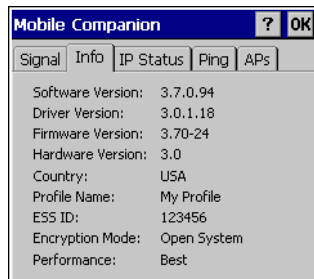 Mobile Companion ? OK
Signal Info IP Status Ping APs
Software Version: 3.7.0.94
Driver Version: 3.0.1.18
Firmware Version: 3.70-24
Hardware Version: 3.0
Country: USA
Profile Name: My Profile
ESS ID: 123456
Encryption Mode: Open System
Performance: Best